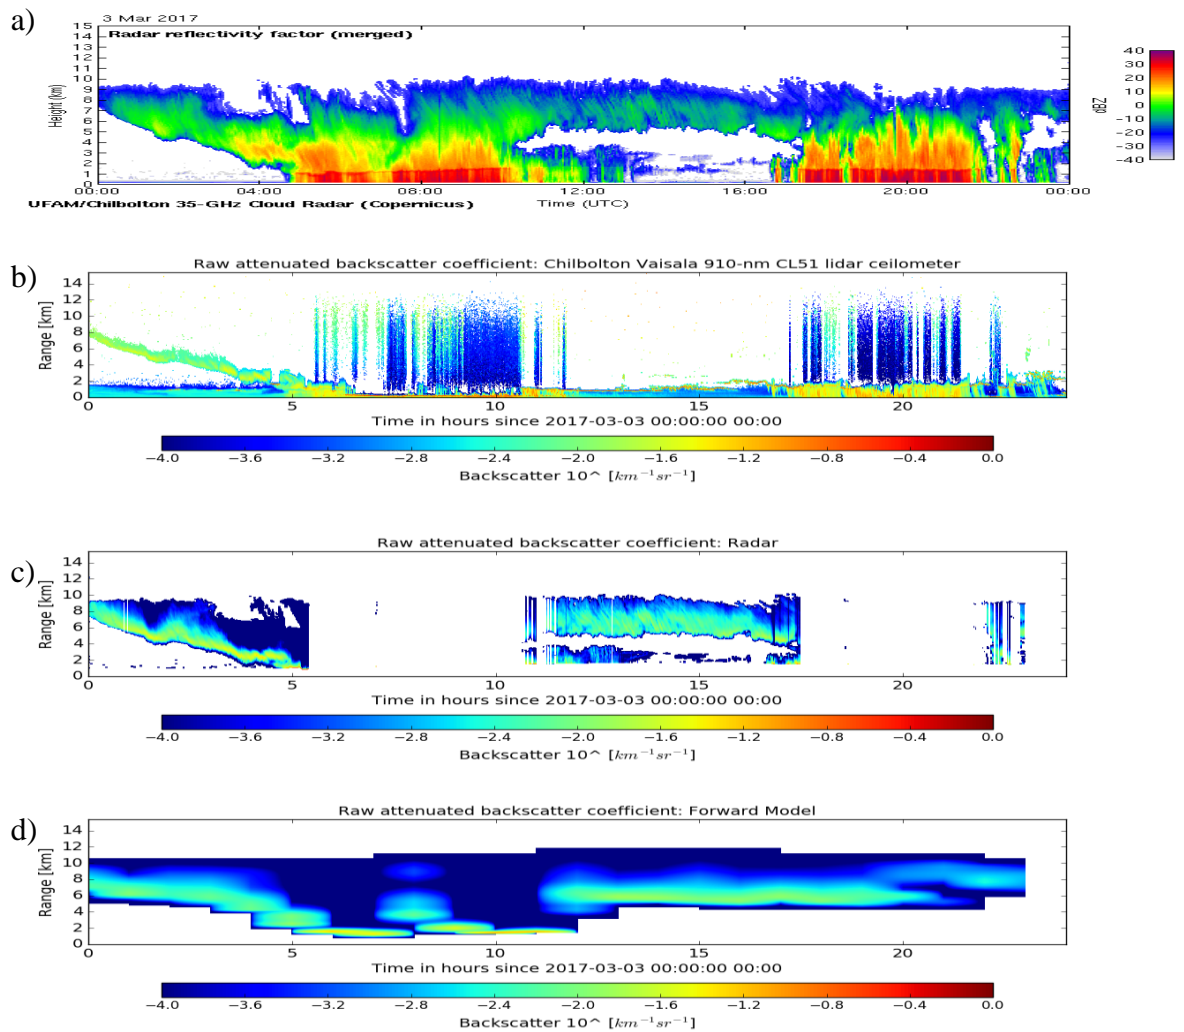 a)
3 Mar 2017
Radar reflectivity factor (merged)
15
14
13
12
11
10
9
8
7
6
5
4
3
2
1
0
Height (km)
00:00 04:00 08:00 12:00 16:00 20:00 00:00
UFAM/Chilbolton 35-GHz Cloud Radar (Copernicus) Time (UTC)
40
30
20
10
0
-10
-20
-30
-40
dBZ
b)
Raw attenuated backscatter coefficient: Chilbolton Vaisala 910-nm CL51 lidar ceilometer
14
12
10
8
6
4
2
0
Range [km]
0 5 10 15 20
Time in hours since 2017-03-03 00:00:00 00:00
−4.0 −3.6 −3.2 −2.8 −2.4 −2.0 −1.6 −1.2 −0.8 −0.4 0.0
Backscatter 10^ [km⁻¹sr⁻¹]
c)
Raw attenuated backscatter coefficient: Radar
14
12
10
8
6
4
2
0
Range [km]
0 5 10 15 20
Time in hours since 2017-03-03 00:00:00 00:00
−4.0 −3.6 −3.2 −2.8 −2.4 −2.0 −1.6 −1.2 −0.8 −0.4 0.0
Backscatter 10^ [km⁻¹sr⁻¹]
d)
Raw attenuated backscatter coefficient: Forward Model
14
12
10
8
6
4
2
0
Range [km]
0 5 10 15 20
Time in hours since 2017-03-03 00:00:00 00:00
−4.0 −3.6 −3.2 −2.8 −2.4 −2.0 −1.6 −1.2 −0.8 −0.4 0.0
Backscatter 10^ [km⁻¹sr⁻¹]